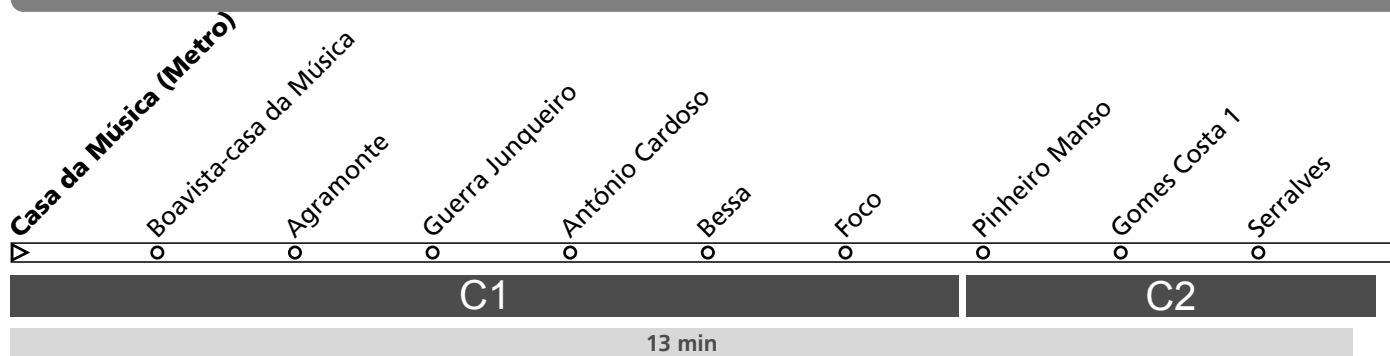 Casa da Música (Metro)
Boavista-casa da Música
Agramonte
Guerra Junqueiro
António Cardoso
Bessa
Foco
Pinheiro Manso
Gomes Costa 1
Serralves
C1
C2
13 min